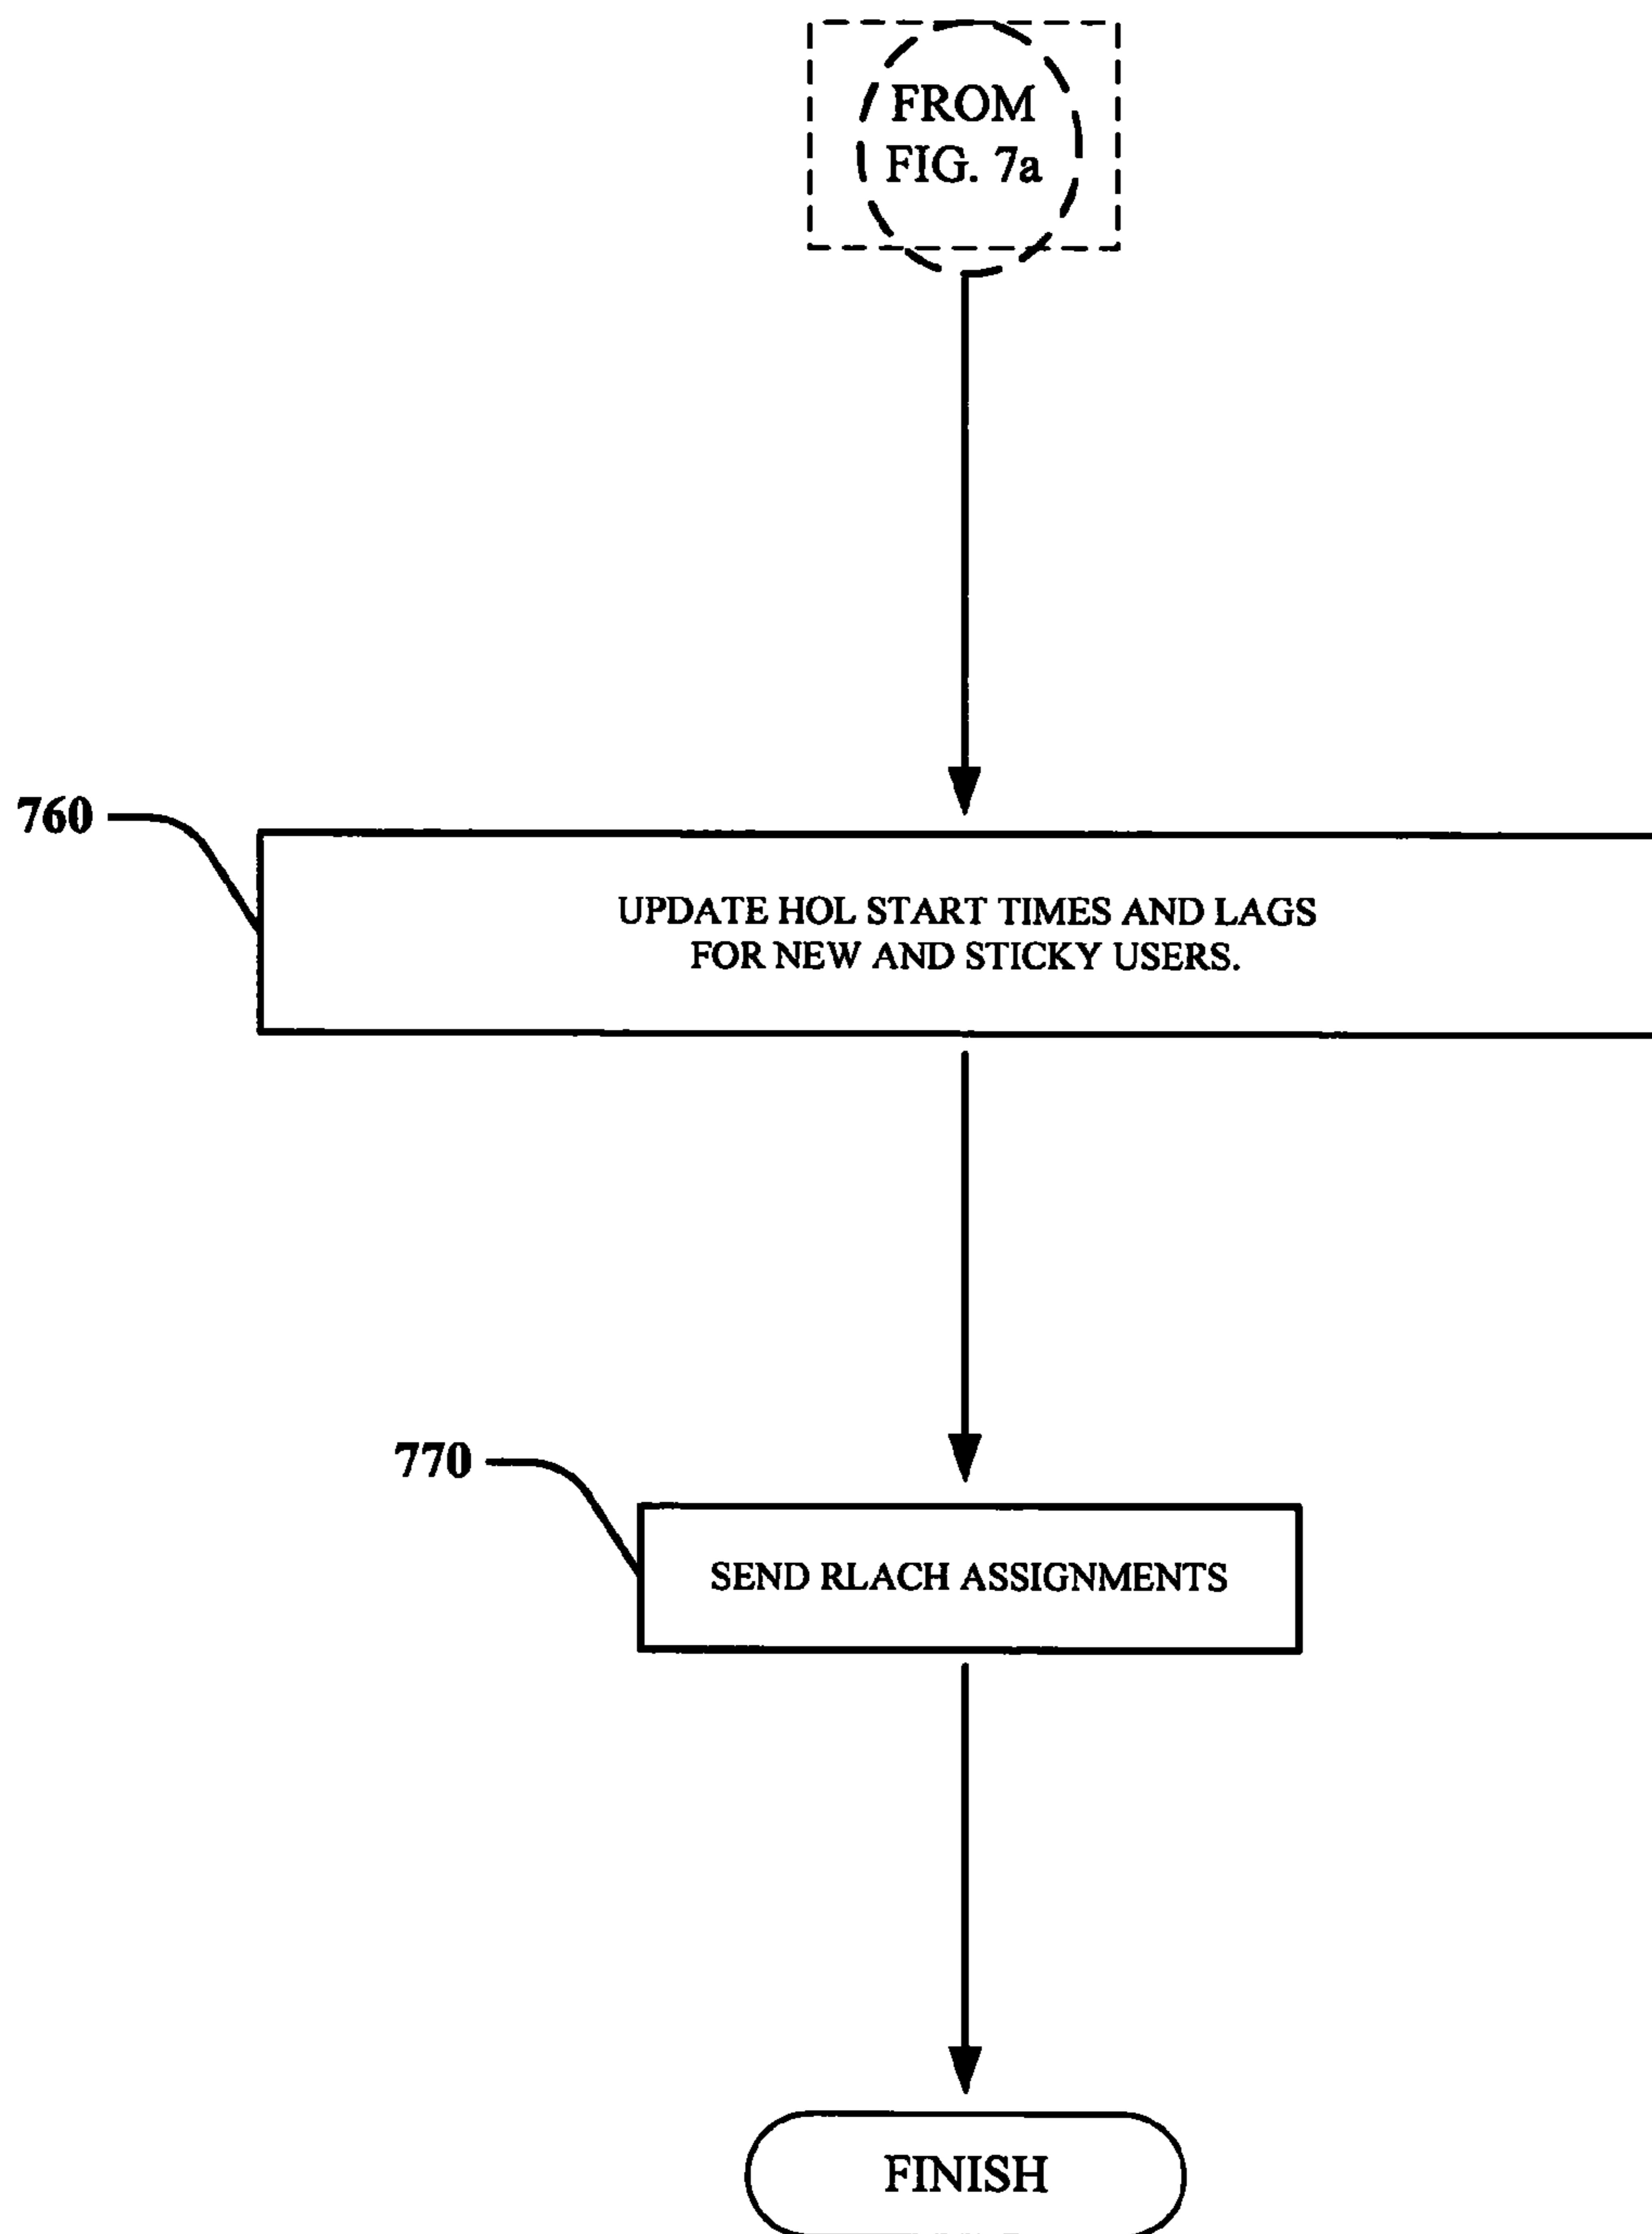 FROM
FIG. 7a
760
UPDATE HOL START TIMES AND LAGS
FOR NEW AND STICKY USERS.
770
SEND RLACH ASSIGNMENTS
FINISH